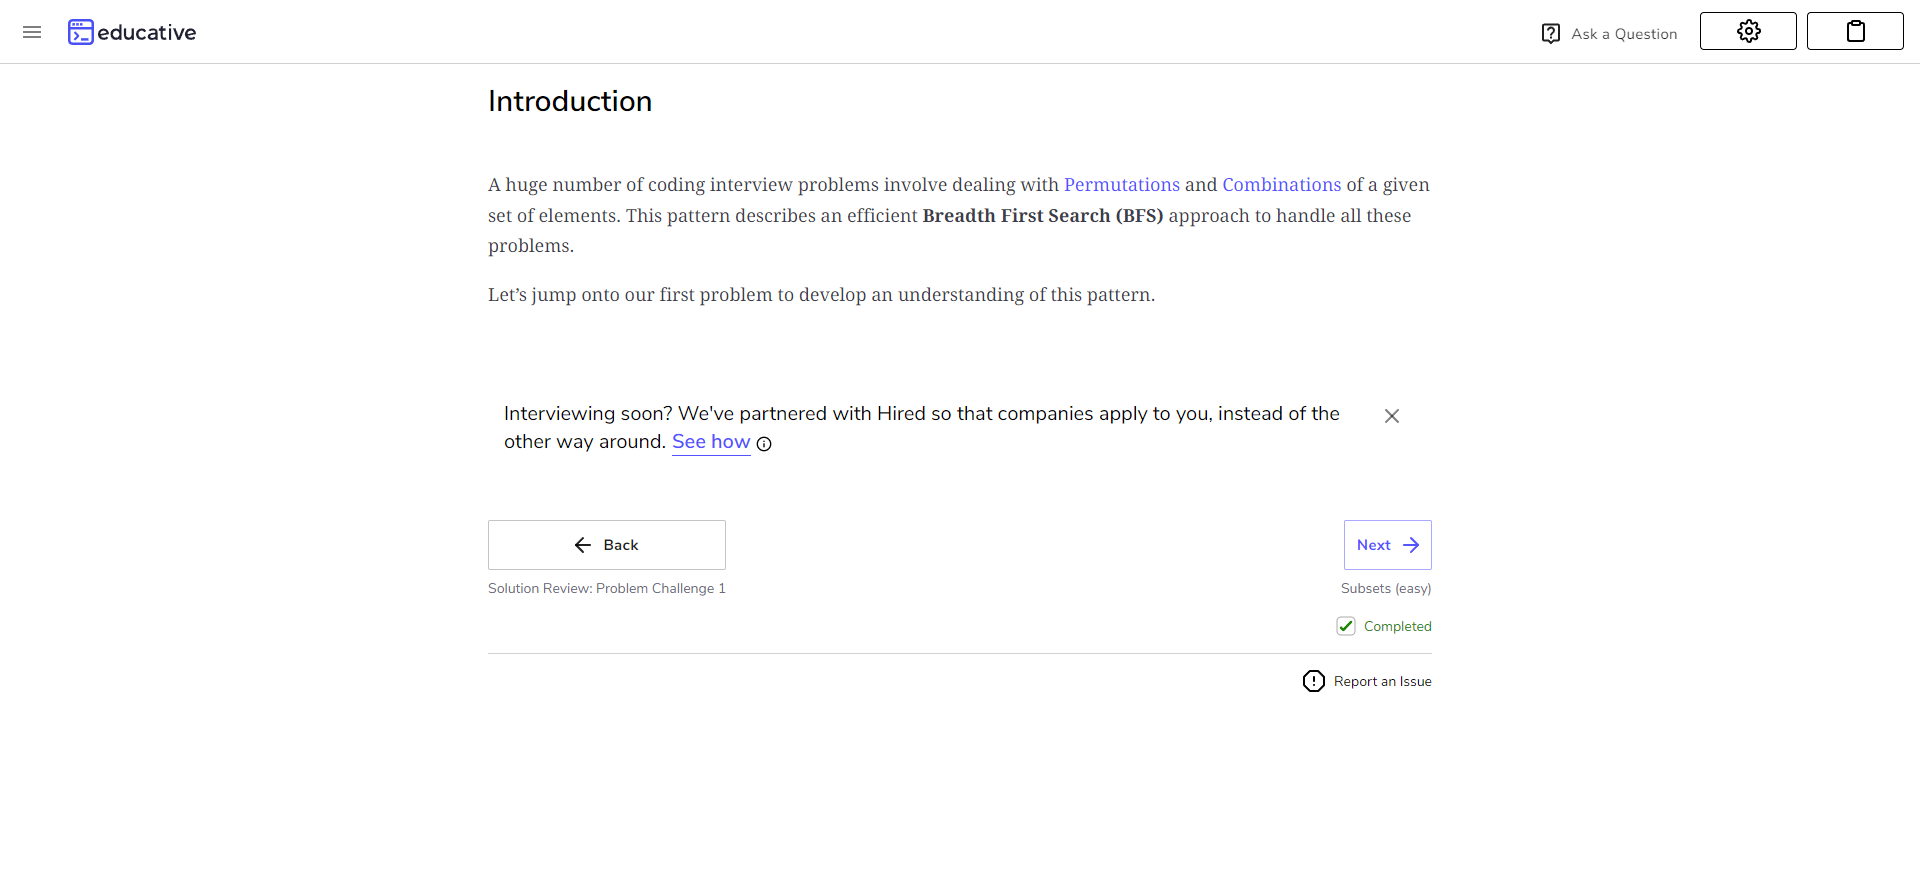 educative
Ask a Question
Introduction
A huge number of coding interview problems involve dealing with Permutations and Combinations of a given
set of elements. This pattern describes an efficient Breadth First Search (BFS) approach to handle all these
problems.
Let’s jump onto our first problem to develop an understanding of this pattern.
Interviewing soon? We've partnered with Hired so that companies apply to you, instead of the
other way around. See how
Back
Next
Solution Review: Problem Challenge 1
Subsets (easy)
Completed
Report an Issue